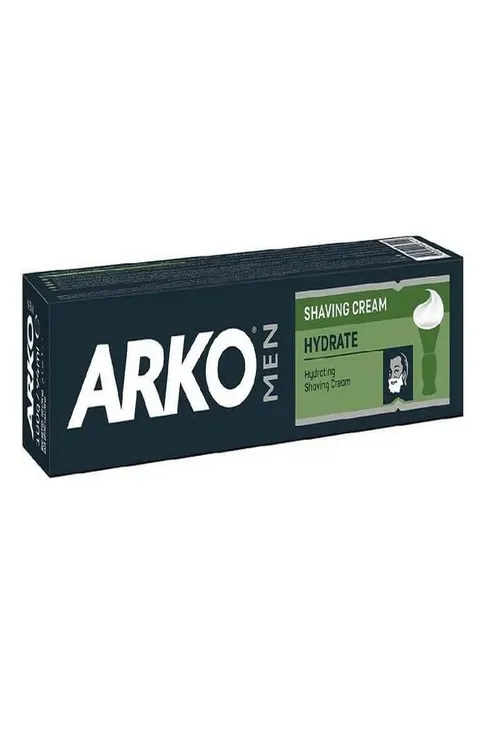 ARKO®
MEN
SHAVING CREAM
HYDRATE
Hydrating
Shaving Cream